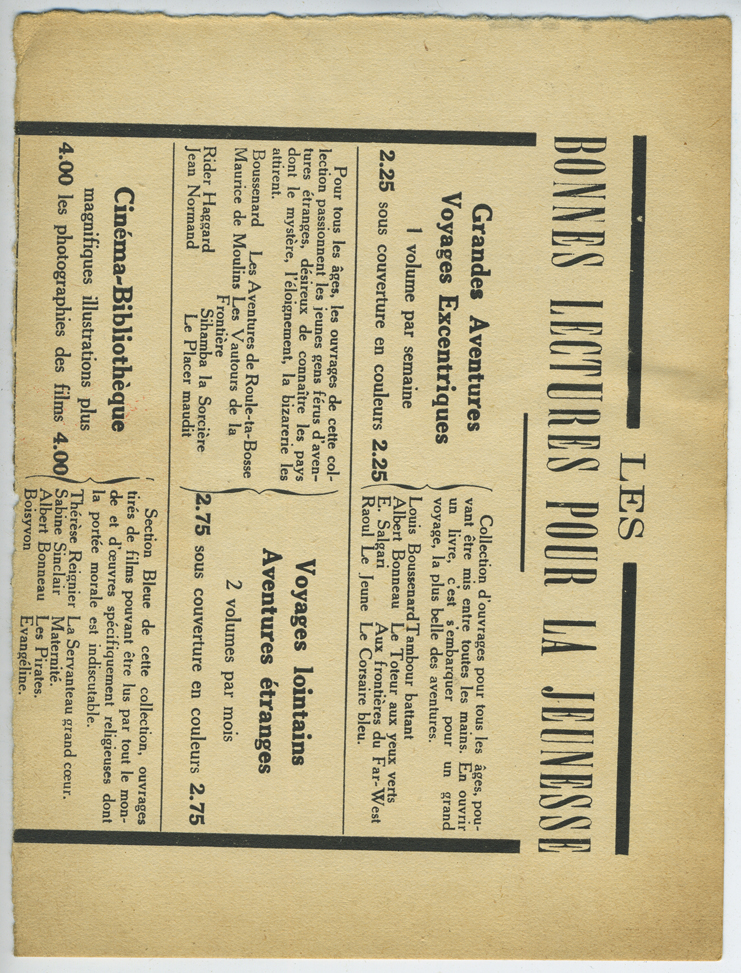 LES
BONNES LECTURES POUR LA JEUNESSE
Grandes Aventures
Voyages Excentriques
1 volume par semaine
2.25 sous couverture en couleurs 2.25
Collection d'ouvrages pour tous les âges, pou-
vant être mis entre toutes les mains. En ouvrir
un livre, c'est s'embarquer pour un grand
voyage, la plus belle des aventures.
Louis Boussenard Tambour battant
Albert Bonneau Le Toteur aux yeux verts
E. Salgari Aux frontières du Far-West
Raoul Le Jeune Le Corsaire bleu.
Pour tous les âges, les ouvrages de cette col-
lection passionnent les jeunes gens férus d'aven-
tures étranges, désireux de connaître les pays
dont le mystère, l'éloignement, la bizarerie les
attirent.
Boussenard Les Aventures de Roule-ta-Bosse
Maurice de Moulins Les Vautours de la
Frontière
Rider Haggard Sihamba la Sorcière
Jean Normand Le Placer maudit
Voyages lointains
Aventures étranges
2 volumes par mois
2.75 sous couverture en couleurs 2.75
Cinéma-Bibliothèque
magnifiques illustrations plus
4.00 les photographies des films 4.00
Section Bleue de cette collection, ouvrages
tirés de films pouvant être lus par tout le mon-
de et d'œuvres spécifiquement religieuses dont
la portée morale est indiscutable.
Thérèse Reignier La Servanteau grand cœur.
Sabine Sinclair Maternité.
Albert Bonneau Les Pirates.
Boisyvon Evangéline.